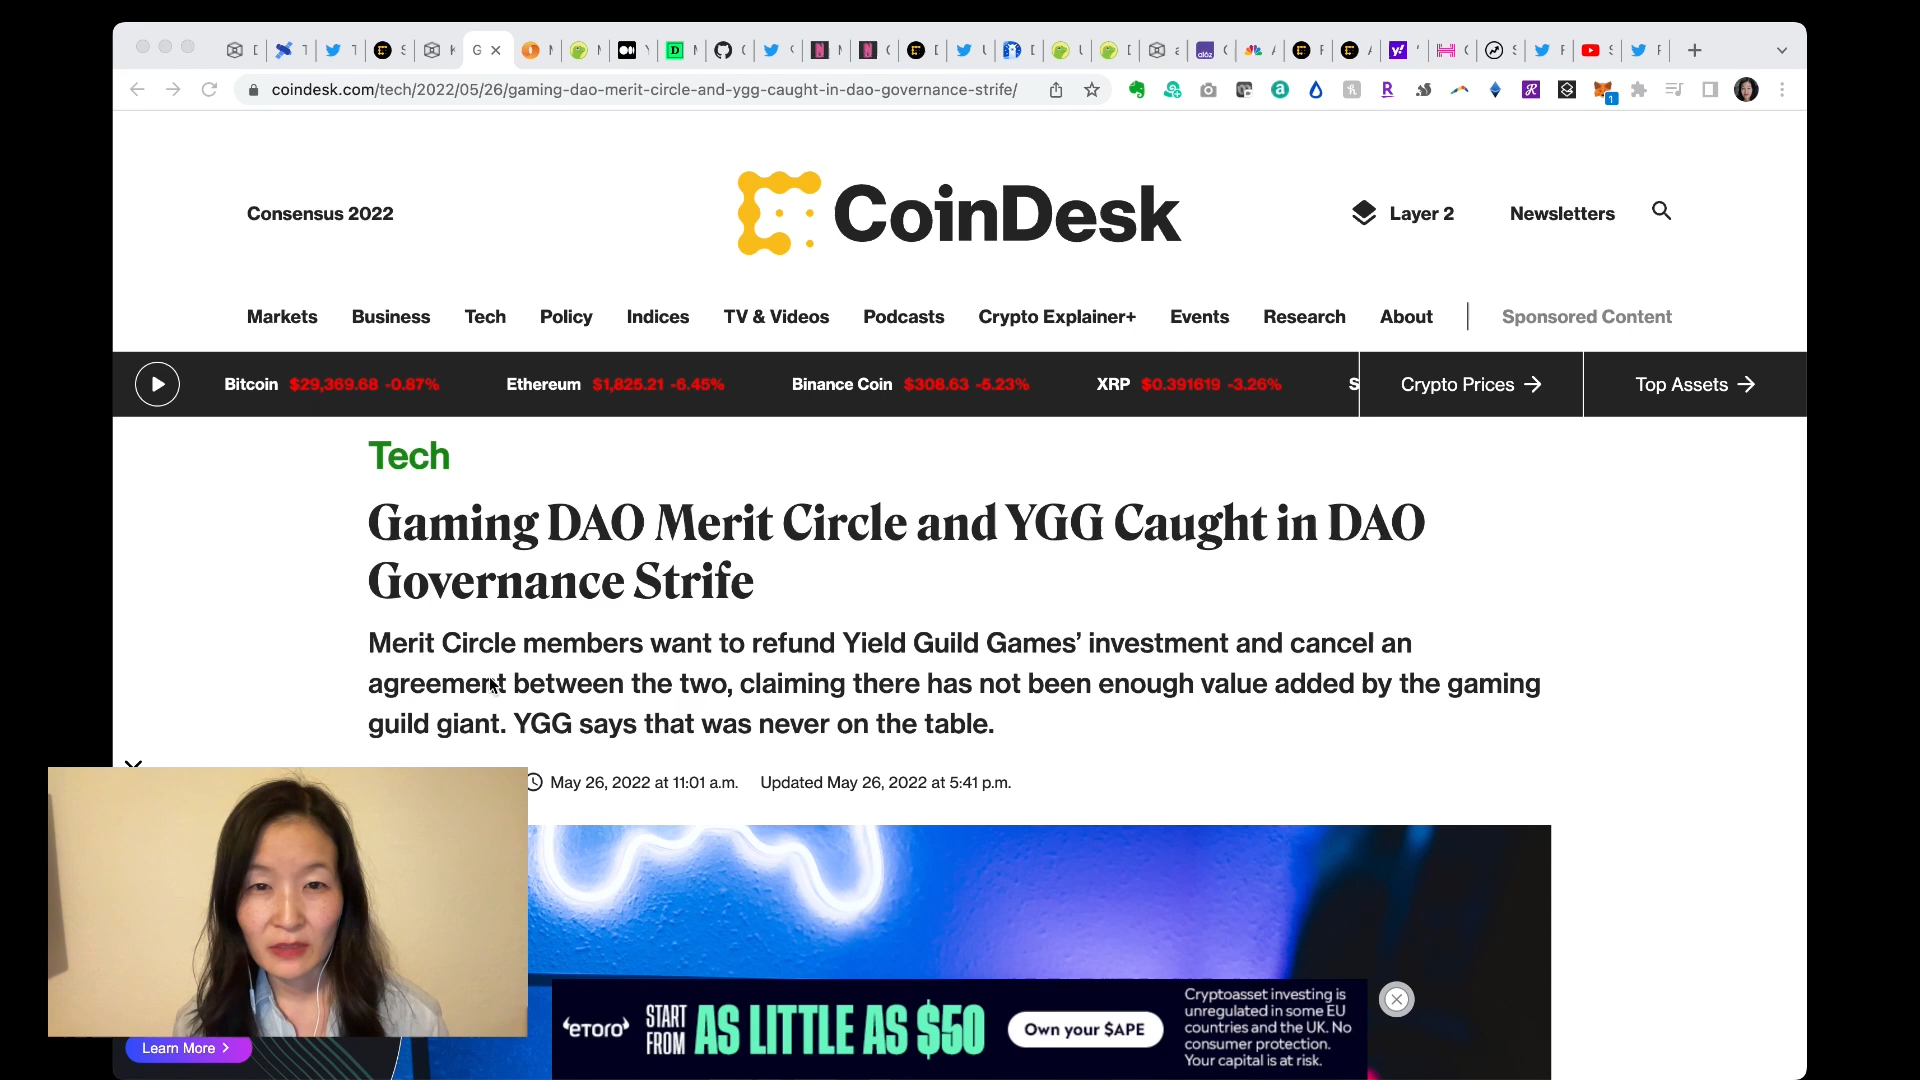 coindesk.com/tech/2022/05/26/gaming-dao-merit-circle-and-ygg-caught-in-dao-governance-strife/
Consensus 2022
CoinDesk
Layer 2
Newsletters
Markets Business Tech Policy Indices TV & Videos Podcasts Crypto Explainer+ Events Research About Sponsored Content
Bitcoin $29,369.68 -0.87% Ethereum $1,825.21 -6.45% Binance Coin $308.63 -5.23% XRP $0.391619 -3.26% S Crypto Prices → Top Assets →
Tech
Gaming DAO Merit Circle and YGG Caught in DAO
Governance Strife
Merit Circle members want to refund Yield Guild Games’ investment and cancel an
agreement between the two, claiming there has not been enough value added by the gaming
guild giant. YGG says that was never on the table.
May 26, 2022 at 11:01 a.m. Updated May 26, 2022 at 5:41 p.m.
eToro
START
FROM
AS LITTLE AS $50
Own your $APE
Cryptoasset investing is
unregulated in some EU
countries and the UK. No
consumer protection.
Your capital is at risk.
Learn More >